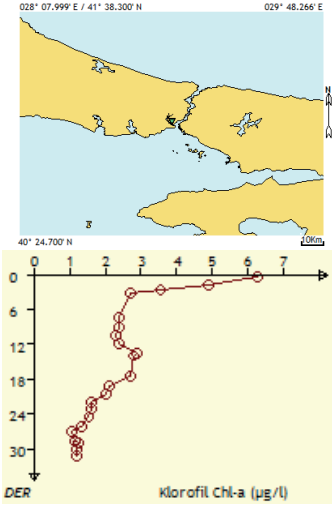 028° 07.999' E / 41° 38.300' N 029° 48.266' E
N
40° 24.700' N 10Km
0 1 2 3 4 5 6 7
0
6
12
18
24
30
DER Klorofil Chl-a (µg/l)